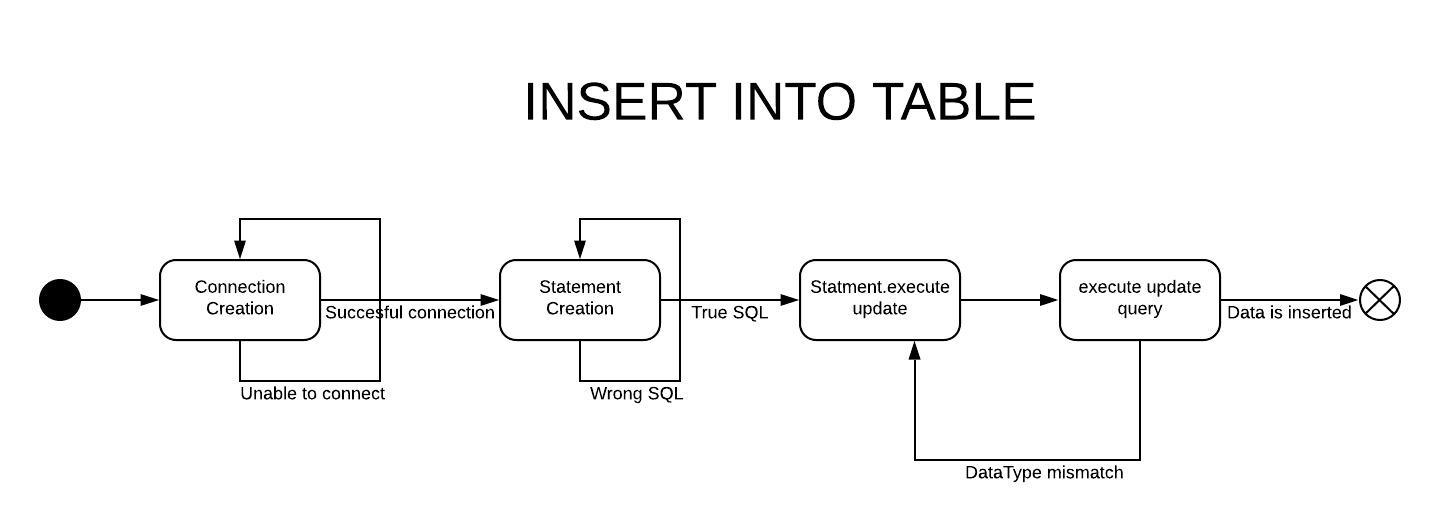 INSERT INTO TABLE
Connection
Creation
Succesful connection
Unable to connect
Statement
Creation
True SQL
Wrong SQL
Statment.execute
update
execute update
query
Data is inserted
DataType mismatch